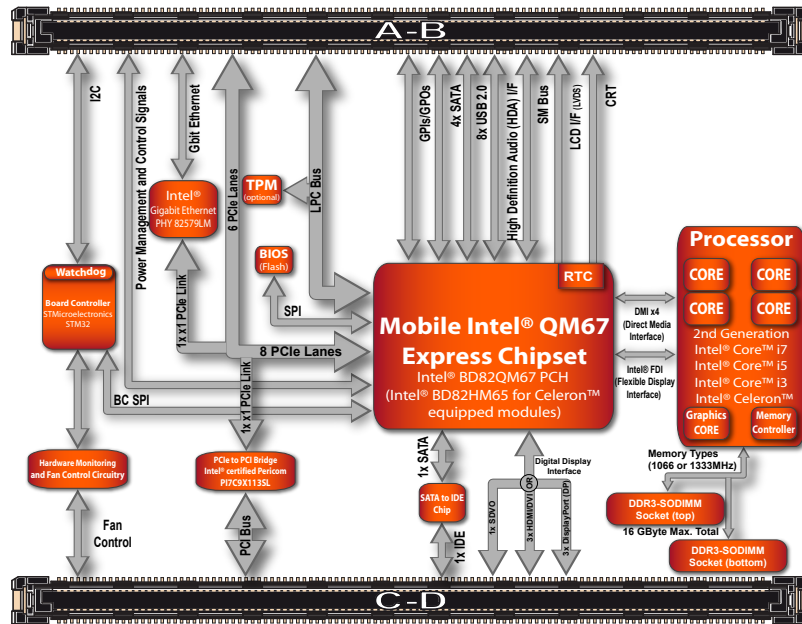 A-B
I2C
Power Management and Control Signals
Gbit Ethernet
6 PCIe Lanes
LPC Bus
GPIs/GPOs
4x SATA
8x USB 2.0
High Definition Audio (HDA) I/F
SM Bus
LCD I/F (LVDS)
CRT
TPM
(optional)
Intel®
Gigabit Ethernet
PHY 82579LM
BIOS
(Flash)
SPI
Watchdog
Board Controller
STMicroelectronics
STM32
1x x1 PCIe Link
8 PCIe Lanes
1x x1 PCIe Link
BC SPI
RTC
Mobile Intel® QM67
Express Chipset
Intel® BD82QM67 PCH
(Intel® BD82HM65 for Celeron™
equipped modules)
DMI x4
(Direct Media
Interface)
Intel® FDI
(Flexible Display
Interface)
Processor
CORE
CORE
CORE
CORE
2nd Generation
Intel® Core™ i7
Intel® Core™ i5
Intel® Core™ i3
Intel® Celeron™
Graphics
CORE
Memory
Controller
Memory Types
(1066 or 1333MHz)
DDR3-SODIMM
Socket (top)
16 GByte Max. Total
DDR3-SODIMM
Socket (bottom)
Hardware Monitoring
and Fan Control Circuitry
Fan
Control
PCIe to PCI Bridge
Intel® certified Pericom
PI7C9X113SL
PCI Bus
1x SATA
SATA to IDE
Chip
1x IDE
Digital Display
Interface
OR
1x SDVO
3x HDMI/DVI
3x DisplayPort (DP)
C-D